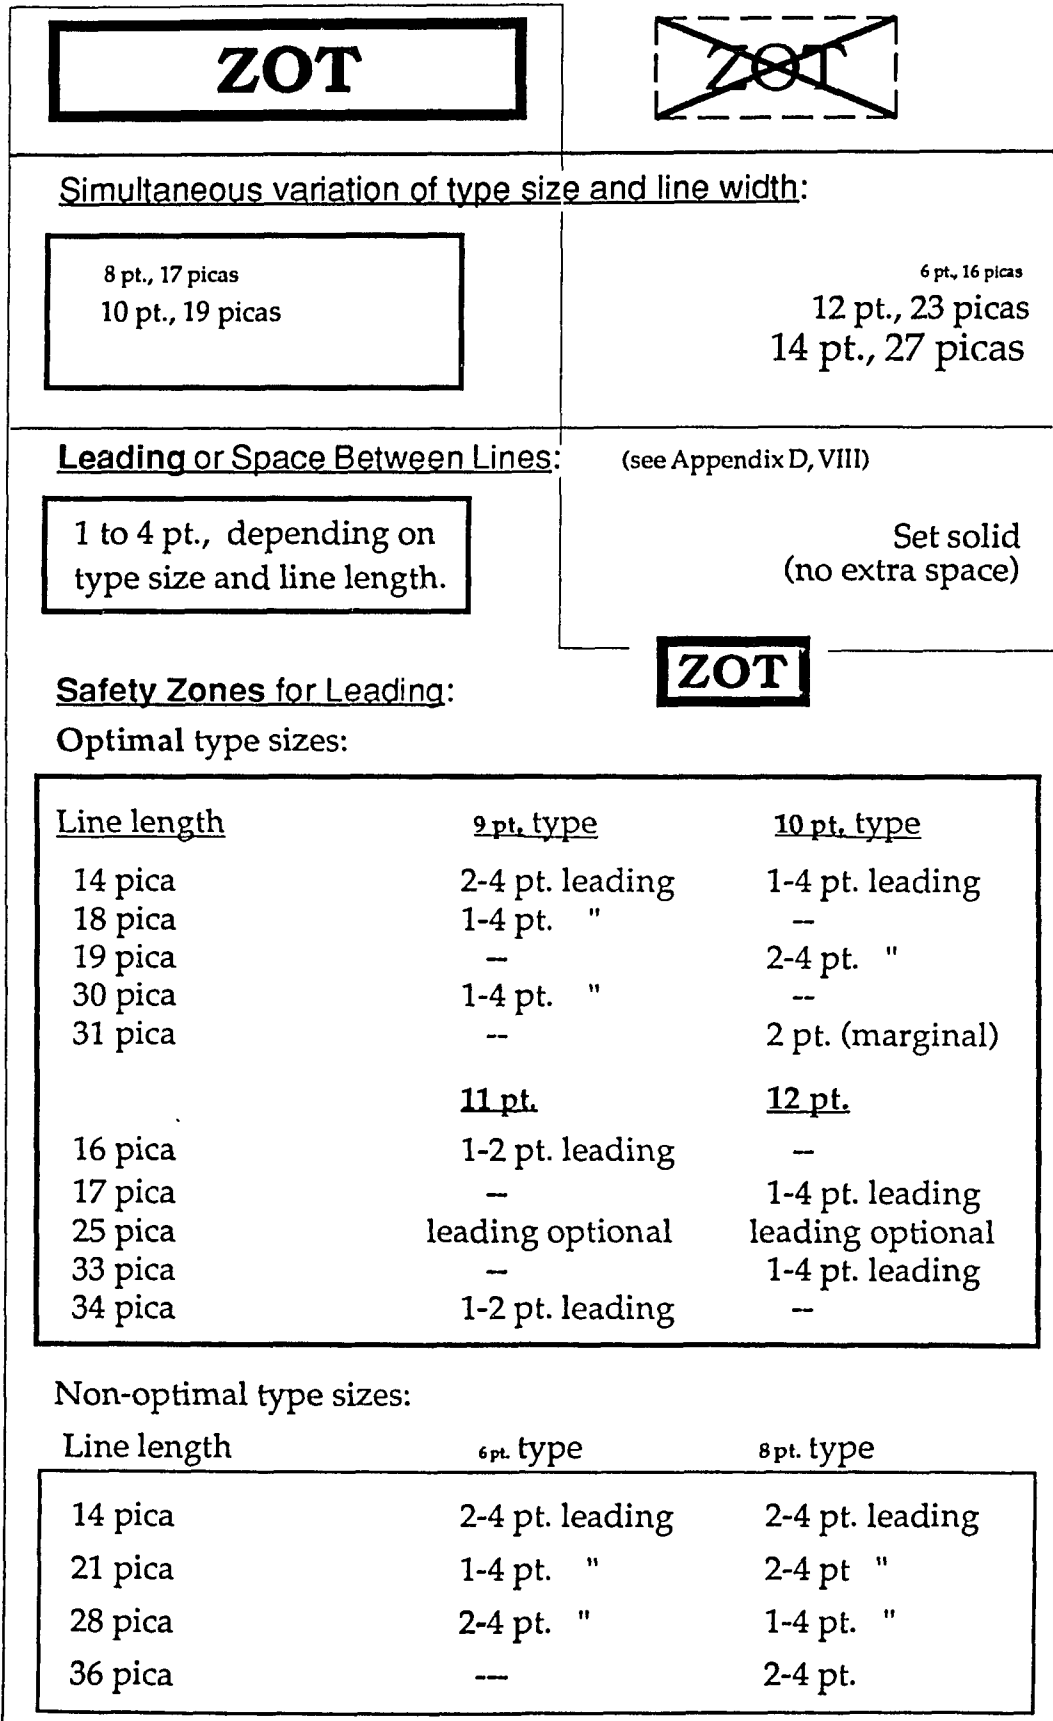 ZOT ZOT
Simultaneous variation of type size and line width:
8 pt., 17 picas 6 pt., 16 picas
10 pt., 19 picas 12 pt., 23 picas
14 pt., 27 picas
Leading or Space Between Lines: (see Appendix D, VIII)
1 to 4 pt., depending on Set solid
type size and line length. (no extra space)
ZOT
Safety Zones for Leading:
Optimal type sizes:
Line length 9 pt. type 10 pt. type
14 pica 2-4 pt. leading 1-4 pt. leading
18 pica 1-4 pt. " --
19 pica -- 2-4 pt. "
30 pica 1-4 pt. " --
31 pica -- 2 pt. (marginal)
11 pt. 12 pt.
16 pica 1-2 pt. leading --
17 pica -- 1-4 pt. leading
25 pica leading optional leading optional
33 pica -- 1-4 pt. leading
34 pica 1-2 pt. leading --
Non-optimal type sizes:
Line length 6 pt. type 8 pt. type
14 pica 2-4 pt. leading 2-4 pt. leading
21 pica 1-4 pt. " 2-4 pt "
28 pica 2-4 pt. " 1-4 pt. "
36 pica --- 2-4 pt.